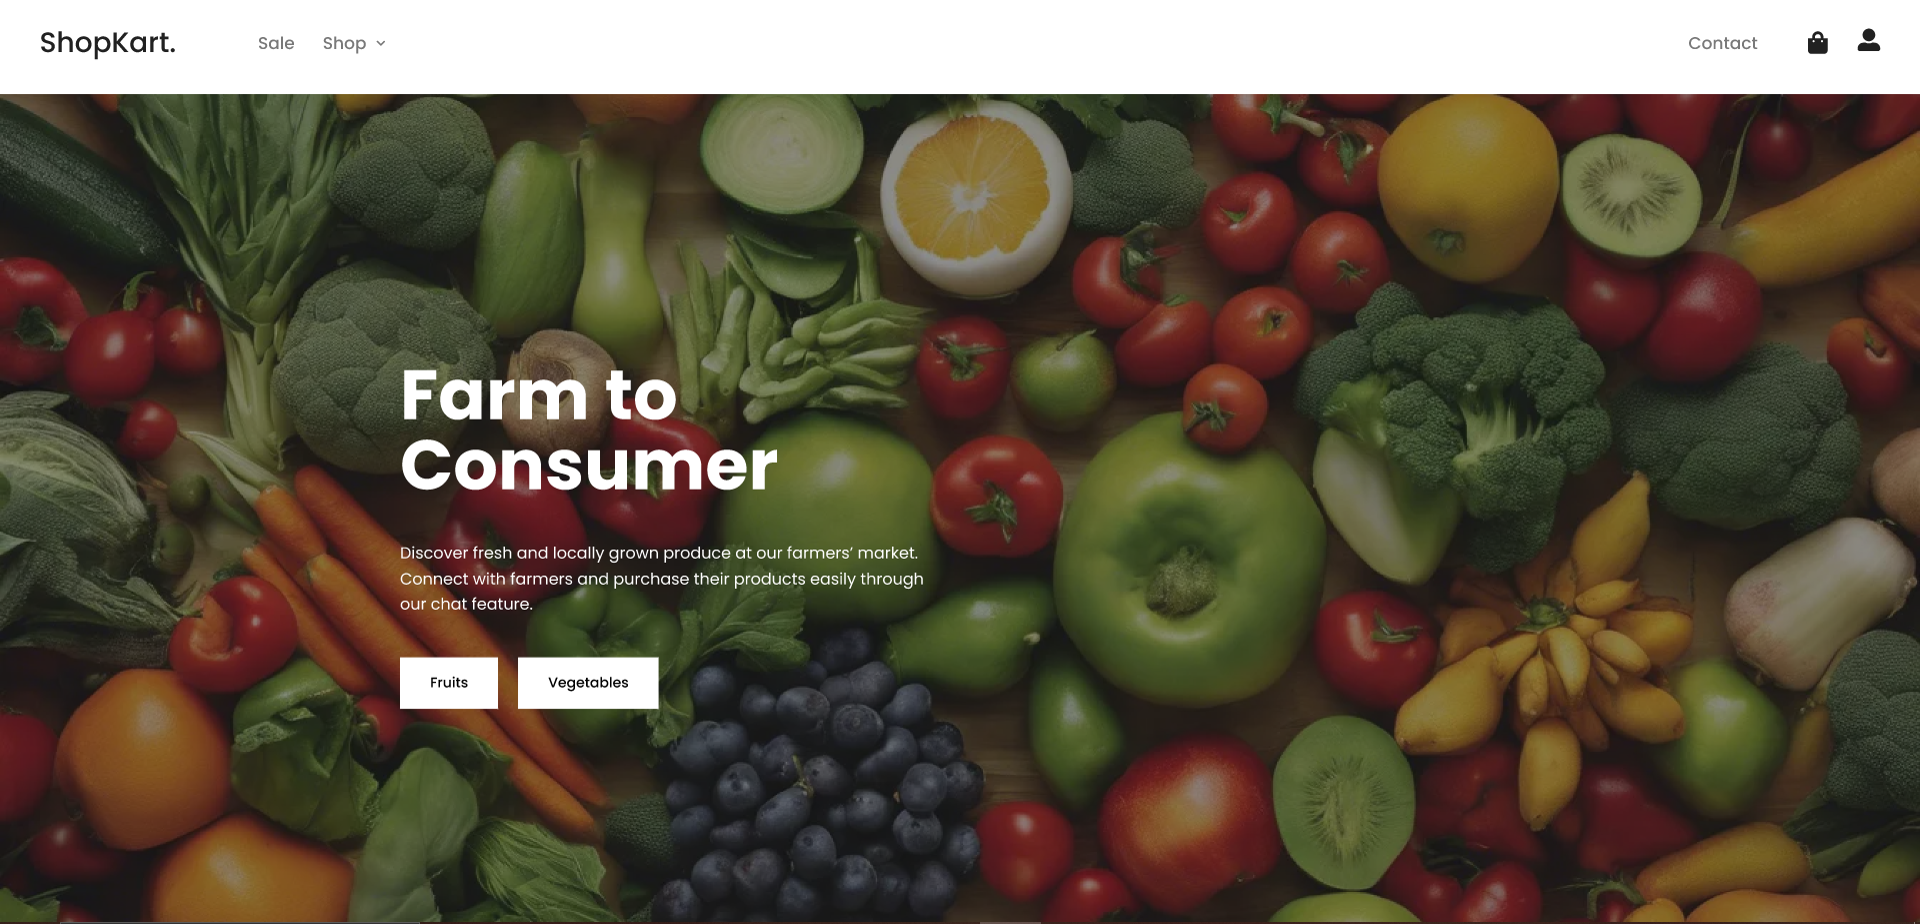 ShopKart.
Sale
Shop
Contact
Farm to
Consumer
Discover fresh and locally grown produce at our farmers’ market.
Connect with farmers and purchase their products easily through
our chat feature.
Fruits
Vegetables